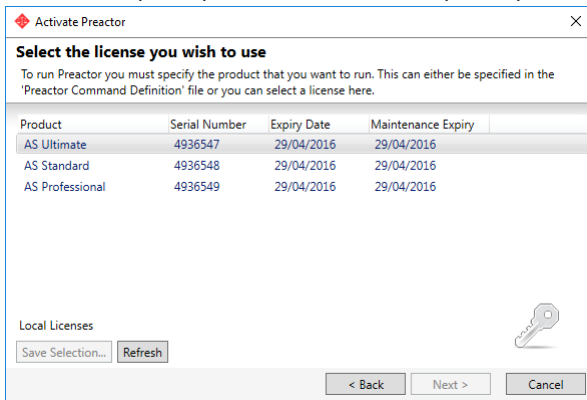 Activate Preactor
Select the license you wish to use
To run Preactor you must specify the product that you want to run. This can either be specified in the
'Preactor Command Definition' file or you can select a license here.
Product Serial Number Expiry Date Maintenance Expiry
AS Ultimate 4936547 29/04/2016 29/04/2016
AS Standard 4936548 29/04/2016 29/04/2016
AS Professional 4936549 29/04/2016 29/04/2016
Local Licenses
Save Selection... Refresh
< Back Next > Cancel